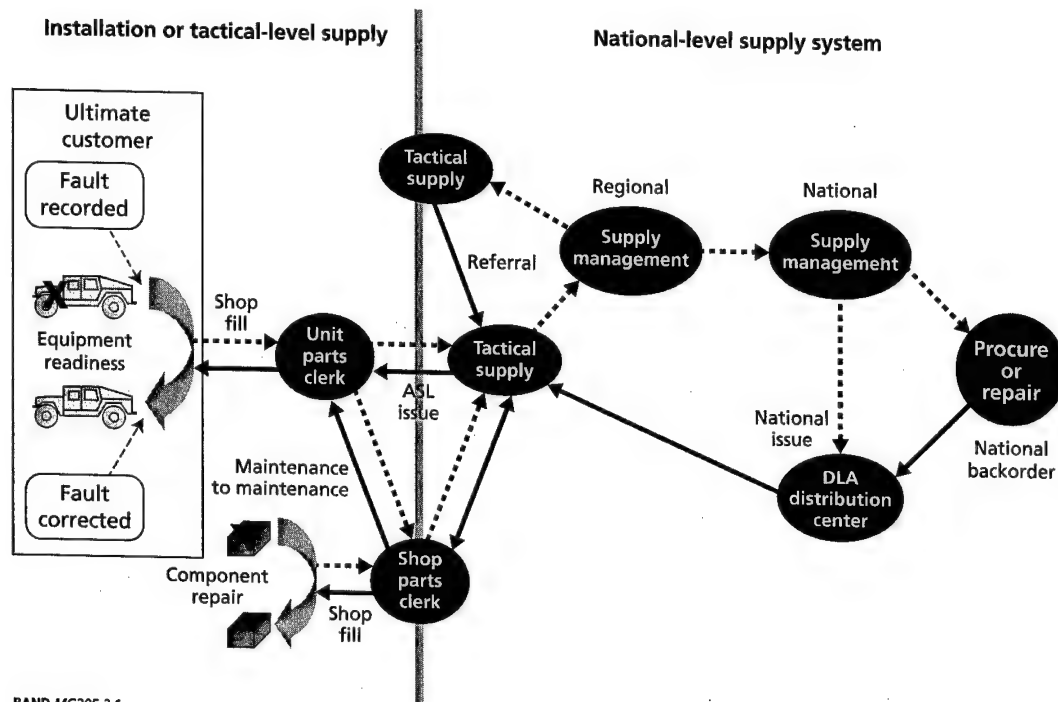 Installation or tactical-level supply
National-level supply system
Ultimate
customer
Fault
recorded
X
Equipment
readiness
Fault
corrected
Shop
fill
Unit
parts
clerk
Maintenance
to maintenance
Component
repair
Shop
fill
Shop
parts
clerk
ASL
issue
Tactical
supply
Referral
Tactical
supply
Regional
Supply
management
National
Supply
management
National
issue
DLA
distribution
center
Procure
or
repair
National
backorder